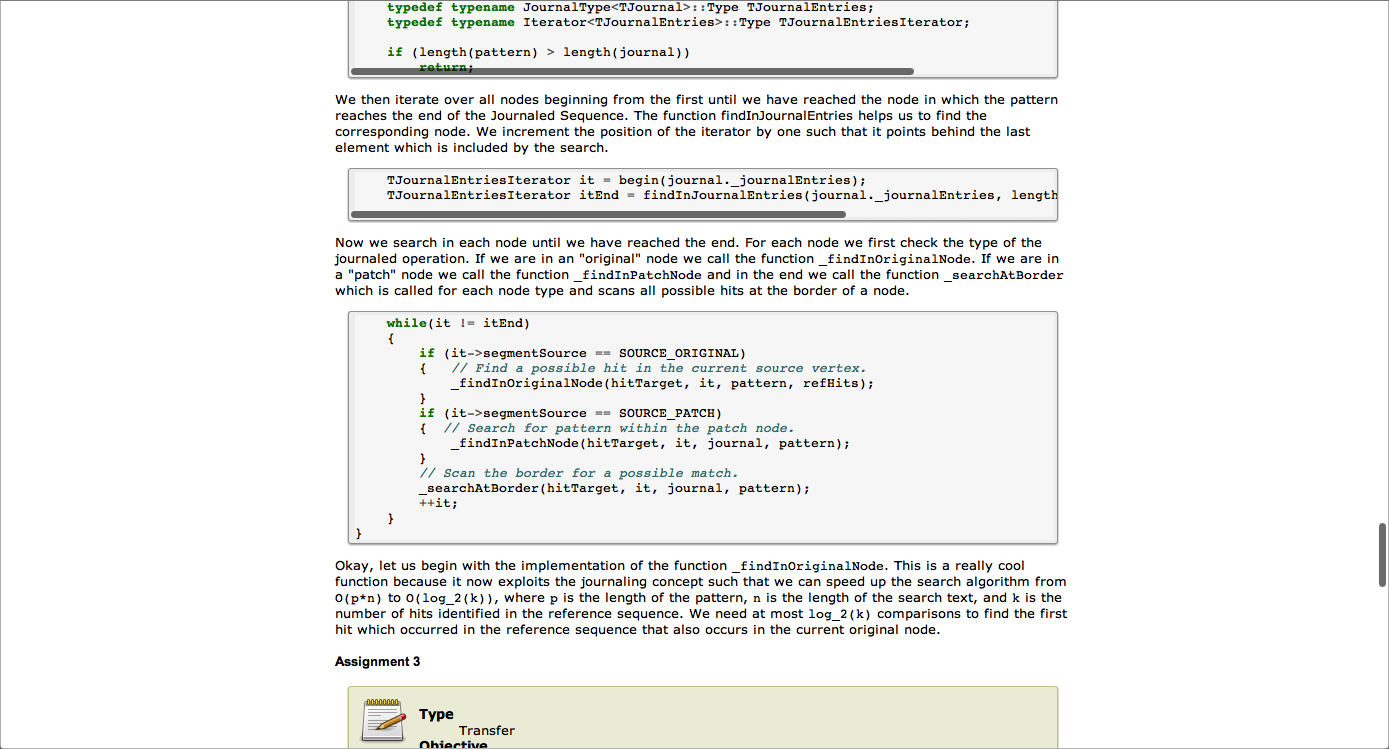 typedef typename JournalType<TJournal>::Type TJournalEntries;
typedef typename Iterator<TJournalEntries>::Type TJournalEntriesIterator;
if (length(pattern) > length(journal))
return;
We then iterate over all nodes beginning from the first until we have reached the node in which the pattern
reaches the end of the Journaled Sequence. The function findInJournalEntries helps us to find the
corresponding node. We increment the position of the iterator by one such that it points behind the last
element which is included by the search.
TJournalEntriesIterator it = begin(journal._journalEntries);
TJournalEntriesIterator itEnd = findInJournalEntries(journal._journalEntries, length
Now we search in each node until we have reached the end. For each node we first check the type of the
journaled operation. If we are in an "original" node we call the function _findInOriginalNode. If we are in
a "patch" node we call the function _findInPatchNode and in the end we call the function _searchAtBorder
which is called for each node type and scans all possible hits at the border of a node.
while(it != itEnd)
{
if (it->segmentSource == SOURCE_ORIGINAL)
{ // Find a possible hit in the current source vertex.
_findInOriginalNode(hitTarget, it, pattern, refHits);
}
if (it->segmentSource == SOURCE_PATCH)
{ // Search for pattern within the patch node.
_findInPatchNode(hitTarget, it, journal, pattern);
}
// Scan the border for a possible match.
_searchAtBorder(hitTarget, it, journal, pattern);
++it;
}
}
Okay, let us begin with the implementation of the function _findInOriginalNode. This is a really cool
function because it now exploits the journaling concept such that we can speed up the search algorithm from
O(p*n) to O(log_2(k)), where p is the length of the pattern, n is the length of the search text, and k is the
number of hits identified in the reference sequence. We need at most log_2(k) comparisons to find the first
hit which occurred in the reference sequence that also occurs in the current original node.
Assignment 3
Type
Transfer
Objective